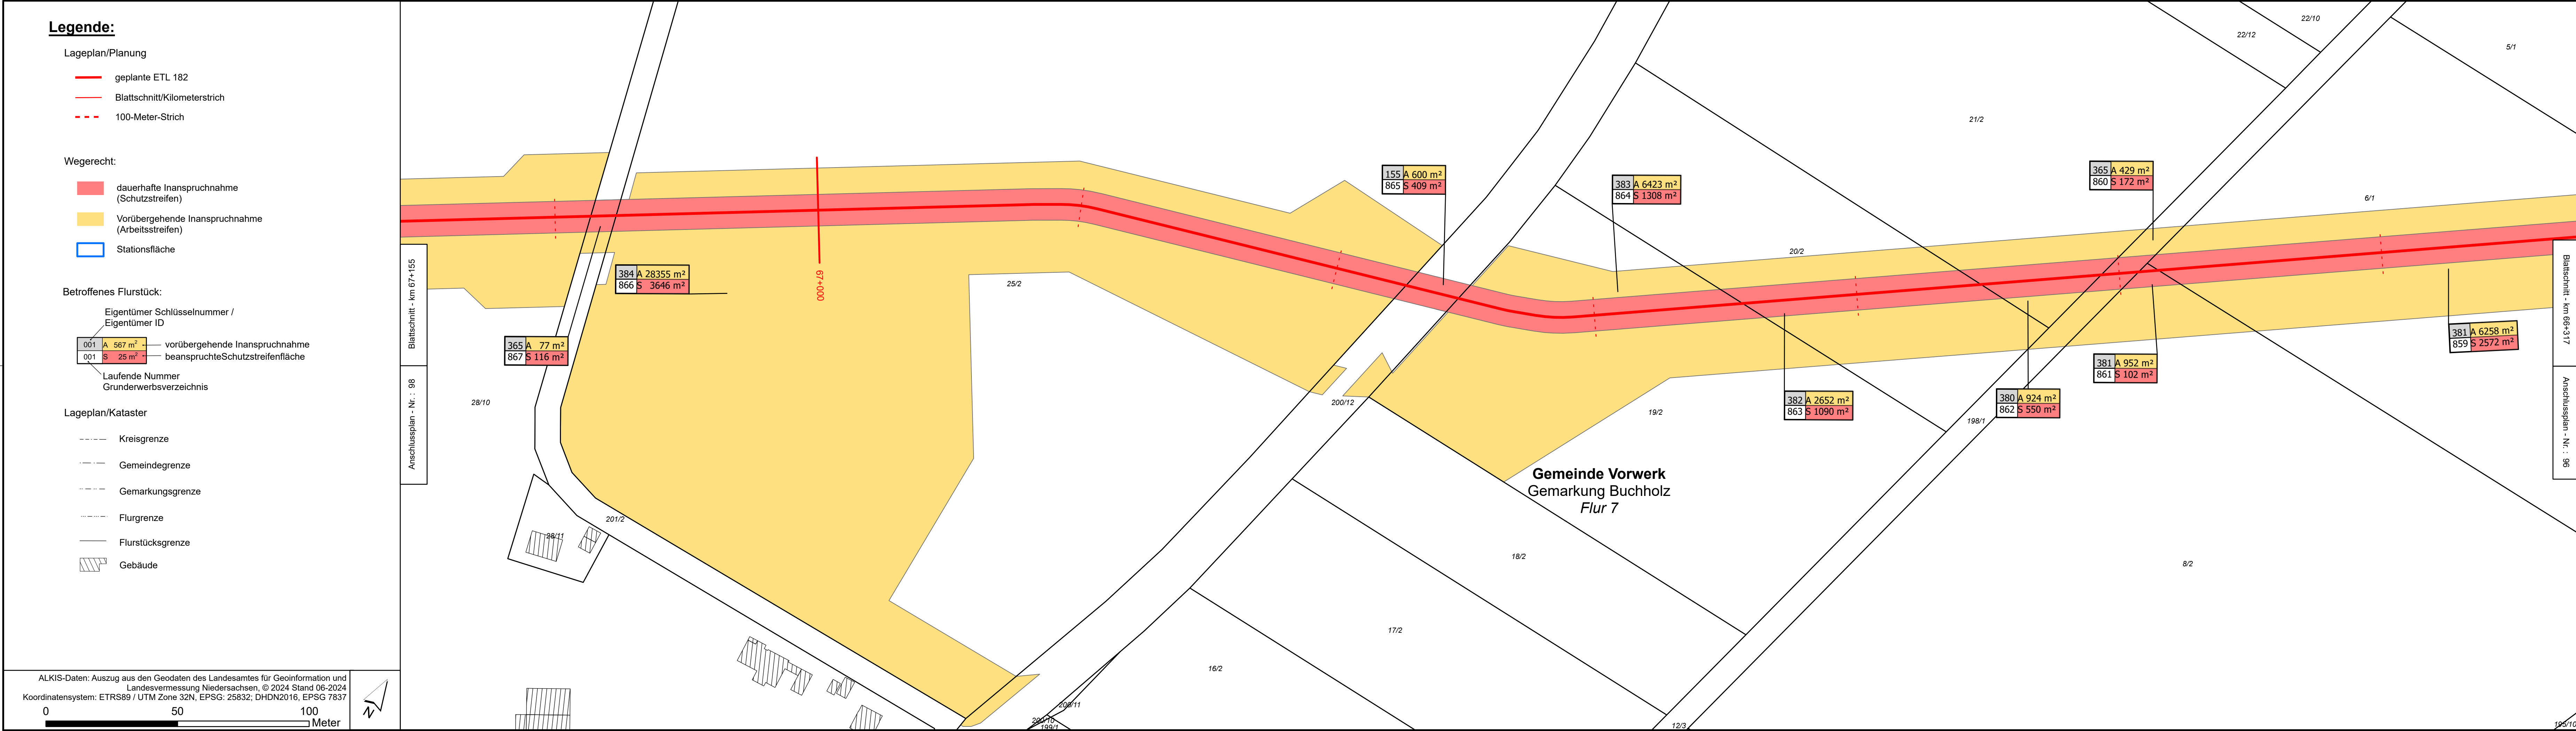 Legende:
Lageplan/Planung
geplante ETL 182
Blattschnitt/Kilometerstrich
100-Meter-Strich
Wegerecht:
dauerhafte Inanspruchnahme
(Schutzstreifen)
Vorübergehende Inanspruchnahme
(Arbeitsstreifen)
Stationsfläche
Betroffenes Flurstück:
Eigentümer Schlüsselnummer /
Eigentümer ID
001 A 567 m² vorübergehende Inanspruchnahme
001 S 25 m² beanspruchteSchutzstreifenfläche
Laufende Nummer
Grunderwerbsverzeichnis
Lageplan/Kataster
Kreisgrenze
Gemeindegrenze
Gemarkungsgrenze
Flurgrenze
Flurstücksgrenze
Gebäude
ALKIS-Daten: Auszug aus den Geodaten des Landesamtes für Geoinformation und
Landesvermessung Niedersachsen, © 2024 Stand 06-2024
Koordinatensystem: ETRS89 / UTM Zone 32N, EPSG: 25832; DHDN2016, EPSG 7837
0 50 100
Meter
N
Blattschnitt - km 67+155
Anschlussplan - Nr. : 98
28/10
365 A 77 m²
867 S 116 m²
384 A 28355 m²
866 S 3646 m²
67+000
25/2
201/2
28/11
155 A 600 m²
865 S 409 m²
383 A 6423 m²
864 S 1308 m²
200/12
19/2
20/2
21/2
22/12
22/10
5/1
365 A 429 m²
860 S 172 m²
6/1
382 A 2652 m²
863 S 1090 m²
198/1
380 A 924 m²
862 S 550 m²
381 A 952 m²
861 S 102 m²
381 A 6258 m²
859 S 2572 m²
Gemeinde Vorwerk
Gemarkung Buchholz
Flur 7
18/2
17/2
16/2
8/2
200/11
200/10
199/1
12/3
195/10
Blattschnitt - km 66+317
Anschlussplan - Nr. : 96